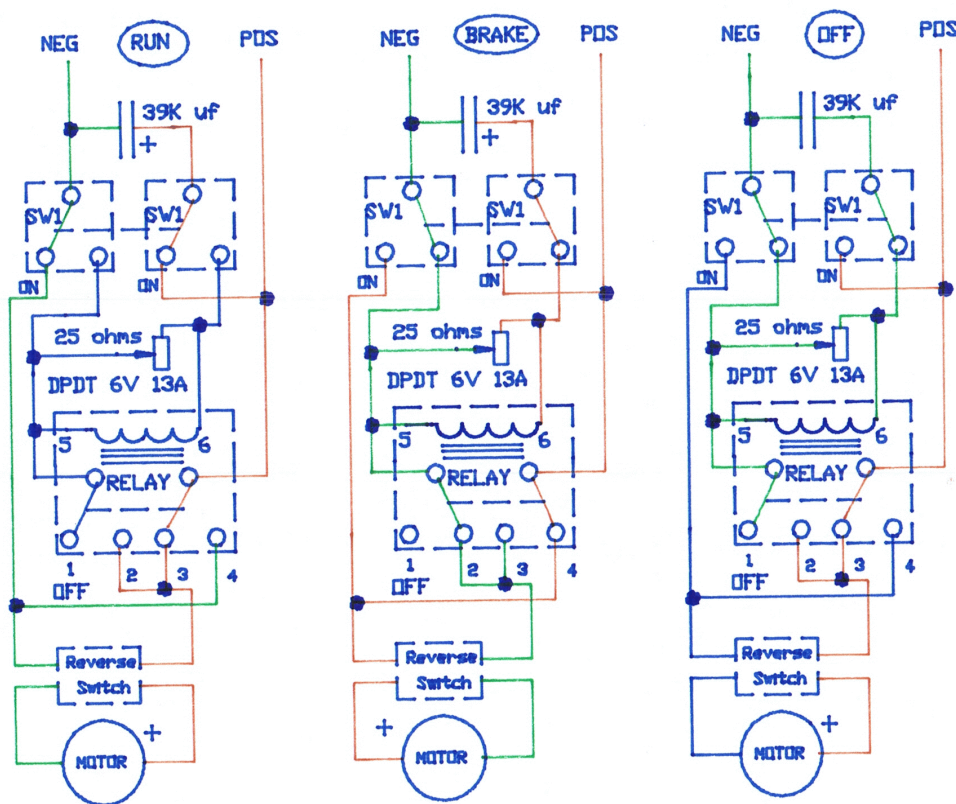 NEG RUN POS
39K uf
+
SW1 SW1
ON ON
25 ohms
DPDT 6V 13A
5 6
RELAY
1 2 3 4
OFF
Reverse
Switch
+
MOTOR
NEG BRAKE POS
39K uf
+
SW1 SW1
ON ON
25 ohms
DPDT 6V 13A
5 6
RELAY
1 2 3 4
OFF
Reverse
Switch
+
MOTOR
NEG OFF POS
39K uf
SW1 SW1
ON ON
25 ohms
DPDT 6V 13A
5 6
RELAY
1 2 3 4
OFF
Reverse
Switch
+
MOTOR